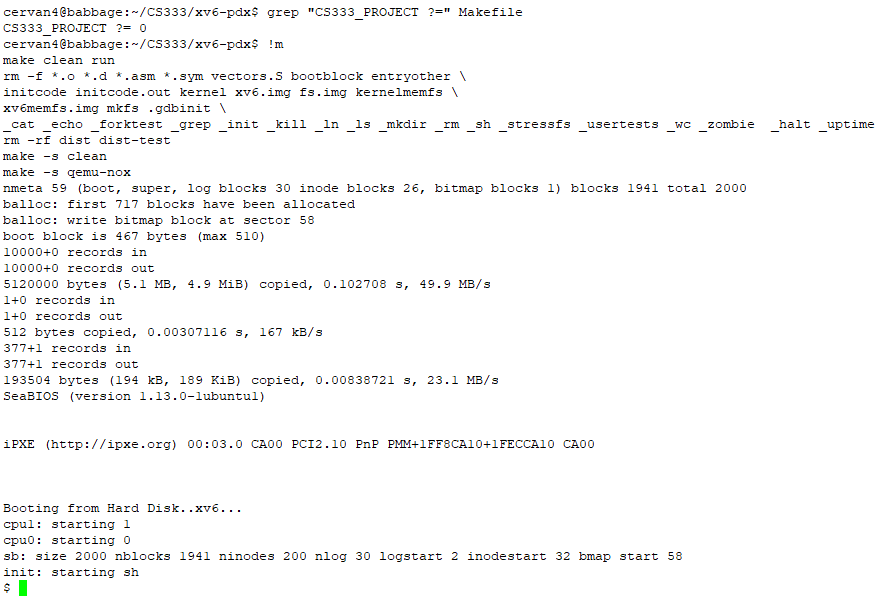 cervan4@babbage:~/CS333/xv6-pdx$ grep "CS333_PROJECT ?=" Makefile
CS333_PROJECT ?= 0
cervan4@babbage:~/CS333/xv6-pdx$ !m
make clean run
rm -f *.o *.d *.asm *.sym vectors.S bootblock entryother \
initcode initcode.out kernel xv6.img fs.img kernelmemfs \
xv6memfs.img mkfs .gdbinit \
_cat _echo _forktest _grep _init _kill _ln _ls _mkdir _rm _sh _stressfs _usertests _wc _zombie  _halt _uptime
rm -rf dist dist-test
make -s clean
make -s qemu-nox
nmeta 59 (boot, super, log blocks 30 inode blocks 26, bitmap blocks 1) blocks 1941 total 2000
balloc: first 717 blocks have been allocated
balloc: write bitmap block at sector 58
boot block is 467 bytes (max 510)
10000+0 records in
10000+0 records out
5120000 bytes (5.1 MB, 4.9 MiB) copied, 0.102708 s, 49.9 MB/s
1+0 records in
1+0 records out
512 bytes copied, 0.00307116 s, 167 kB/s
377+1 records in
377+1 records out
193504 bytes (194 kB, 189 KiB) copied, 0.00838721 s, 23.1 MB/s
SeaBIOS (version 1.13.0-1ubuntu1)
iPXE (http://ipxe.org) 00:03.0 CA00 PCI2.10 PnP PMM+1FF8CA10+1FECCA10 CA00
Booting from Hard Disk..xv6...
cpu1: starting 1
cpu0: starting 0
sb: size 2000 nblocks 1941 ninodes 200 nlog 30 logstart 2 inodestart 32 bmap start 58
init: starting sh
$